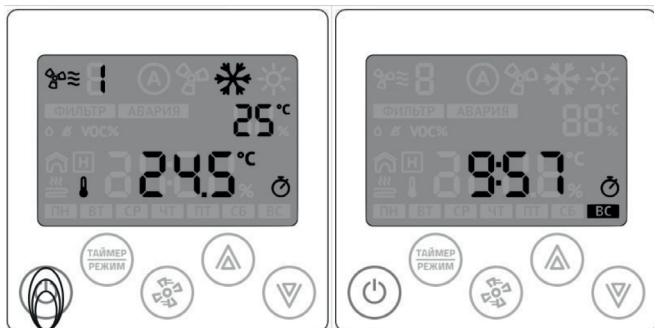 1
A
ФИЛЬТР АВАРИЯ
25 °C
%
VOC%
H
24.5 °C
%
ПН ВТ СР ЧТ ПТ СБ ВС
ТАЙМЕР
РЕЖИМ
8
A
ФИЛЬТР АВАРИЯ
88 °C
%
VOC%
H
9:57
%
ПН ВТ СР ЧТ ПТ СБ ВС
ТАЙМЕР
РЕЖИМ